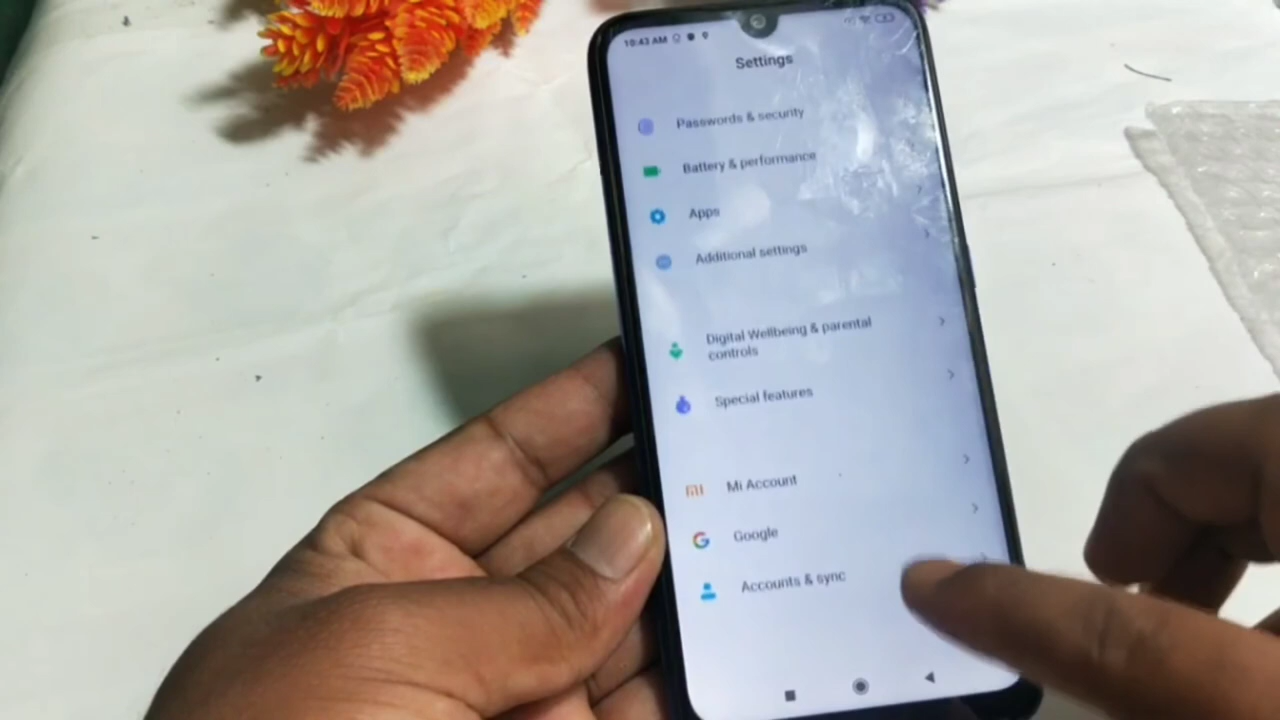 10:43 AM
Settings
Passwords & security
Battery & performance
Apps
Additional settings
Digital Wellbeing & parental
controls
Special features
Mi Account
Google
Accounts & sync